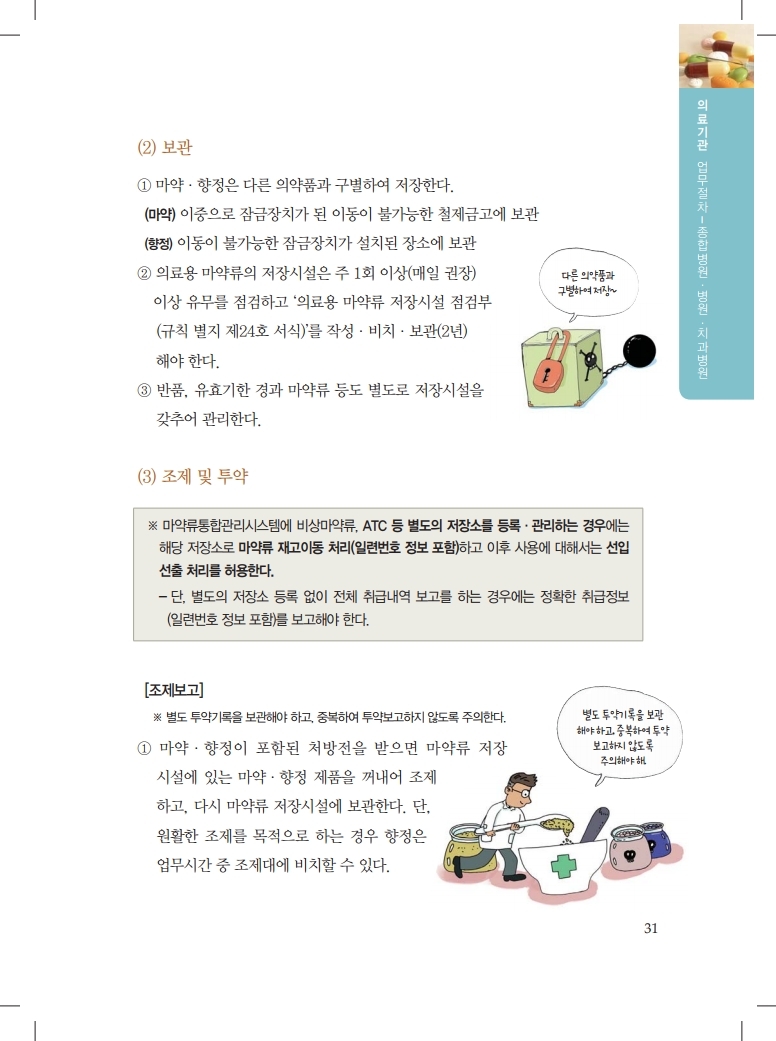 의료기관 업무절차 - 종합병원 · 병원 · 치과병원
(2) 보관
① 마약 · 향정은 다른 의약품과 구별하여 저장한다.
(마약) 이중으로 잠금장치가 된 이동이 불가능한 철제금고에 보관
(향정) 이동이 불가능한 잠금장치가 설치된 장소에 보관
② 의료용 마약류의 저장시설은 주 1회 이상(매일 권장)
이상 유무를 점검하고 ‘의료용 마약류 저장시설 점검부
(규칙 별지 제24호 서식)’를 작성 · 비치 · 보관(2년)
해야 한다.
③ 반품, 유효기한 경과 마약류 등도 별도로 저장시설을
갖추어 관리한다.
다른 의약품과
구별하여 저장~
(3) 조제 및 투약
※ 마약류통합관리시스템에 비상마약류, ATC 등 별도의 저장소를 등록 · 관리하는 경우에는
해당 저장소로 마약류 재고이동 처리(일련번호 정보 포함)하고 이후 사용에 대해서는 선입
선출 처리를 허용한다.
– 단, 별도의 저장소 등록 없이 전체 취급내역 보고를 하는 경우에는 정확한 취급정보
(일련번호 정보 포함)를 보고해야 한다.
[조제보고]
※ 별도 투약기록을 보관해야 하고, 중복하여 투약보고하지 않도록 주의한다.
① 마약 · 향정이 포함된 처방전을 받으면 마약류 저장
시설에 있는 마약 · 향정 제품을 꺼내어 조제
하고, 다시 마약류 저장시설에 보관한다. 단,
원활한 조제를 목적으로 하는 경우 향정은
업무시간 중 조제대에 비치할 수 있다.
별도 투약기록을 보관
해야 하고, 중복하여 투약
보고하지 않도록
주의해야 해.
31